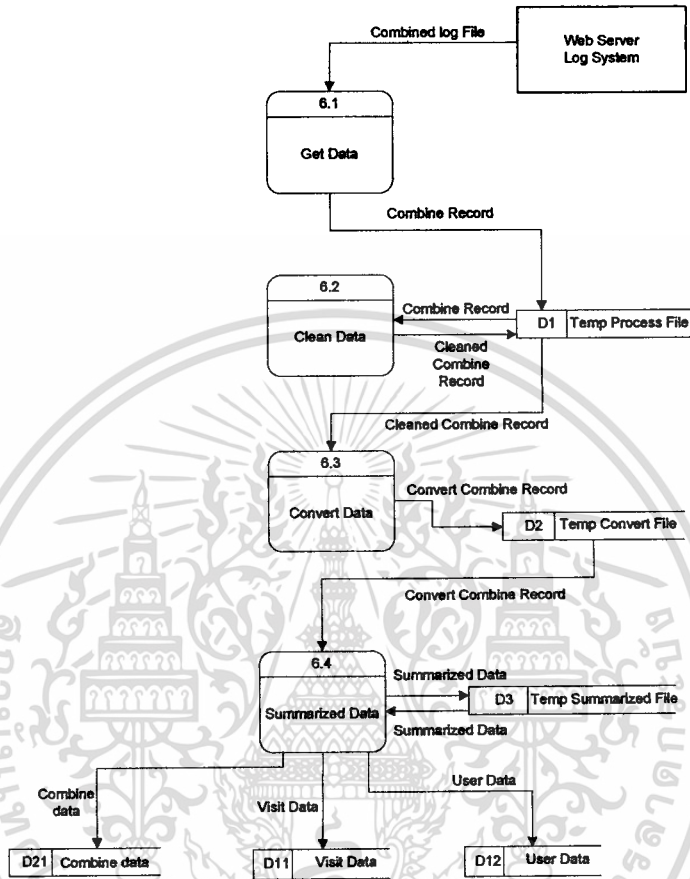 Combined log File
Web Server
Log System
6.1
Get Data
Combine Record
6.2
Clean Data
Combine Record
Cleaned
Combine
Record
D1 Temp Process File
Cleaned Combine Record
6.3
Convert Data
Convert Combine Record
D2 Temp Convert File
Convert Combine Record
6.4
Summarized Data
Summarized Data
D3 Temp Summarized File
Summarized Data
Combine
data
Visit Data
User Data
D21 Combine data
D11 Visit Data
D12 User Data